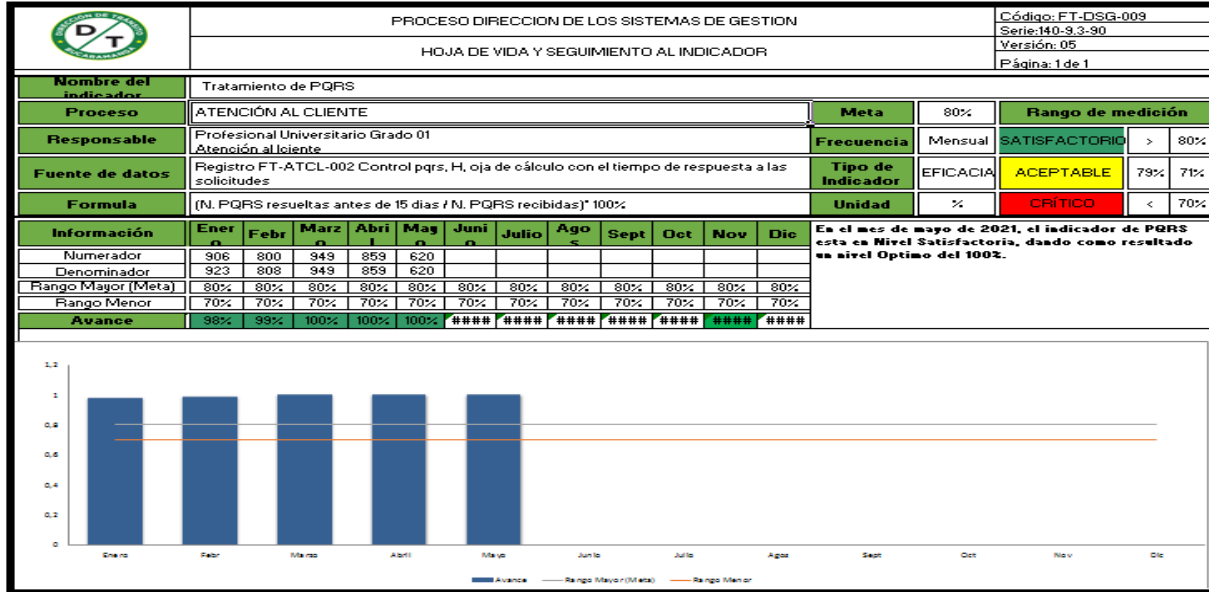 DIRECCIÓN DE TRÁNSITO
D T
BUCARAMANGA
PROCESO DIRECCION DE LOS SISTEMAS DE GESTION
HOJA DE VIDA Y SEGUIMIENTO AL INDICADOR
Código: FT-DSG-009
Serie:140-9.3-90
Versión: 05
Página: 1 de 1
Nombre del indicador
Tratamiento de PQRS
Proceso
ATENCIÓN AL CLIENTE
Meta 80% Rango de medición
Responsable
Profesional Universitario Grado 01
Atención al lciente
Frecuencia Mensual SATISFACTORIO > 80%
Fuente de datos
Registro FT-ATCL-002 Control pqrs, H, oja de cálculo con el tiempo de respuesta a las
solicitudes
Tipo de Indicador EFICACIA ACEPTABLE 79% 71%
Formula
(N. PQRS resueltas antes de 15 dias / N. PQRS recibidas)* 100%
Unidad % CRÍTICO < 70%
Información Enero Febr Marzo Abril Mayo Junio Julio Agos Sept Oct Nov Dic
Numerador 906 800 949 859 620
Denominador 923 808 949 859 620
Rango Mayor (Meta) 80% 80% 80% 80% 80% 80% 80% 80% 80% 80% 80% 80%
Rango Menor 70% 70% 70% 70% 70% 70% 70% 70% 70% 70% 70% 70%
Avance 98% 99% 100% 100% 100% #### #### #### #### #### #### ####
En el mes de mayo de 2021, el indicador de PQRS
esta en Nivel Satisfactoria, dando como resultado
un nivel Optimo del 100%.
1,2
1
0,8
0,6
0,4
0,2
0
Enero Febr Marzo Abril Mayo Junio Julio Agos Sept Oct Nov Dic
Avance Rango Mayor (Meta) Rango Menor